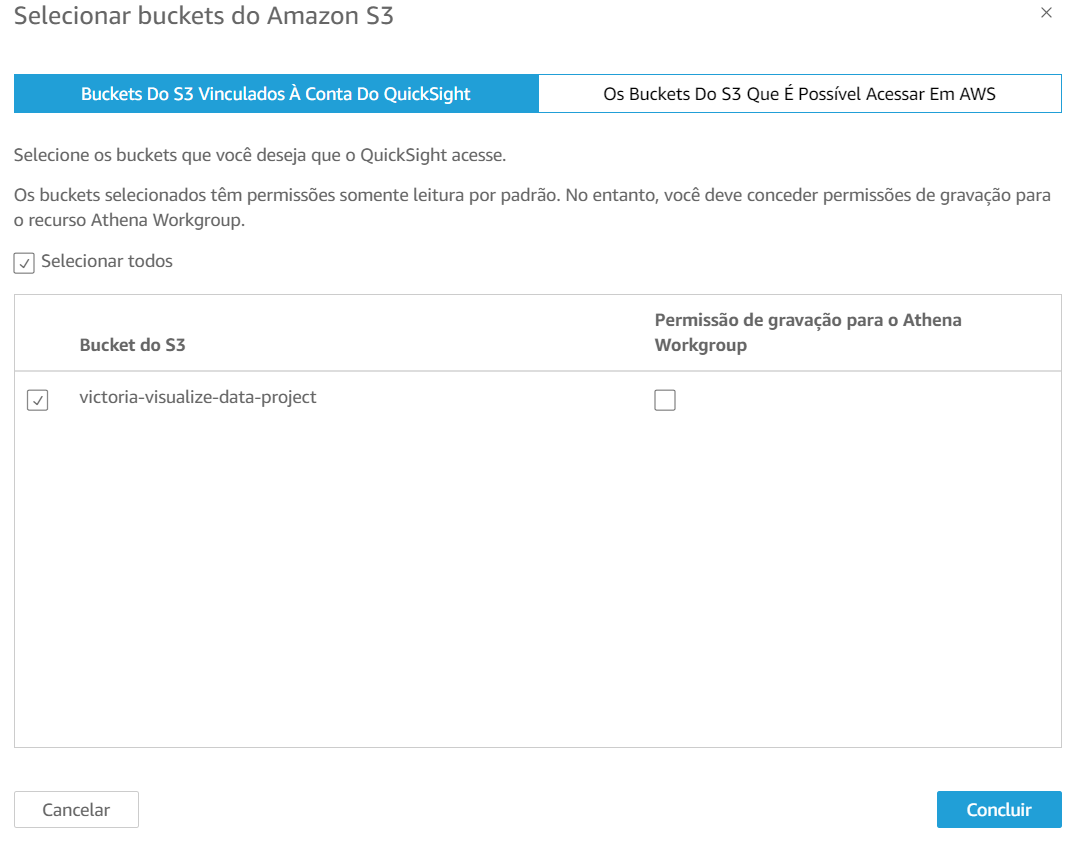 Selecionar buckets do Amazon S3
Buckets Do S3 Vinculados À Conta Do QuickSight
Os Buckets Do S3 Que É Possível Acessar Em AWS
Selecione os buckets que você deseja que o QuickSight acesse.
Os buckets selecionados têm permissões somente leitura por padrão. No entanto, você deve conceder permissões de gravação para
o recurso Athena Workgroup.
Selecionar todos
Bucket do S3
Permissão de gravação para o Athena
Workgroup
victoria-visualize-data-project
Cancelar
Concluir